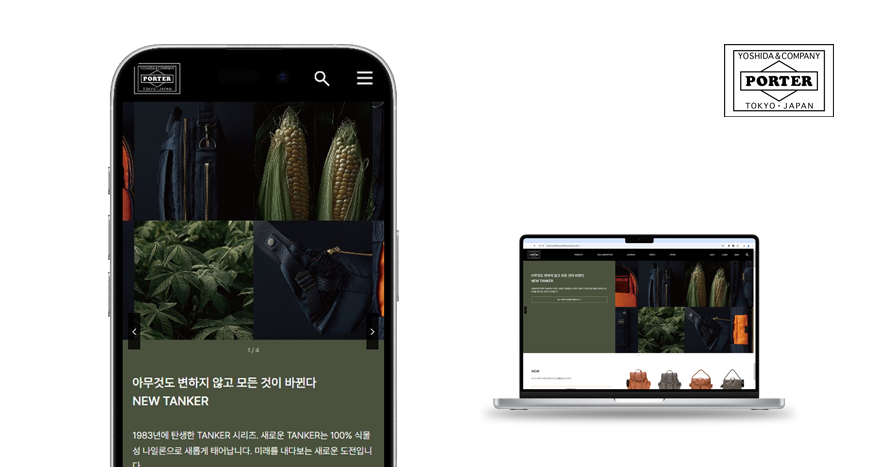 YOSHIDA & COMPANY
PORTER
TOKYO・JAPAN
1 / 4
아무것도 변하지 않고 모든 것이 바뀐다
NEW TANKER
1983년에 탄생한 TANKER 시리즈. 새로운 TANKER는 100% 식물
성 나일론으로 새롭게 태어납니다. 미래를 내다보는 새로운 도전입니
다.
YOSHIDA & COMPANY
PORTER
TOKYO・JAPAN
아무것도 변하지 않고 모든 것이 바뀐다
NEW TANKER
NEW